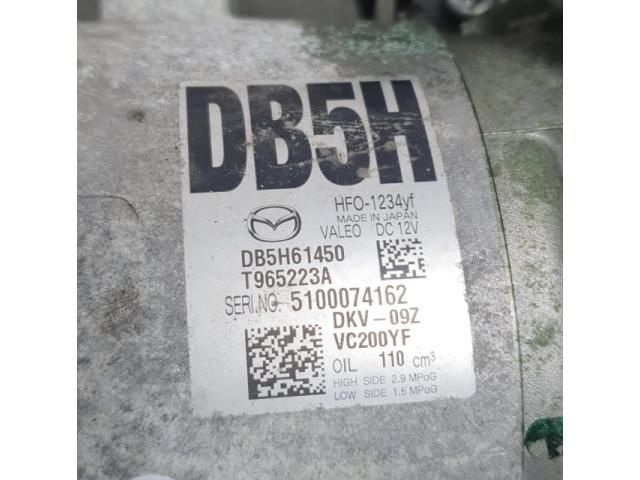 DB5H
HFO-1234yf
MADE IN JAPAN
VALEO DC 12V
DB5H61450
T965223A
SERI.NO. 5100074162
DKV-09Z
VC200YF
OIL 110 cm³
HIGH SIDE 2.9 MPaG
LOW SIDE 1.5 MPaG